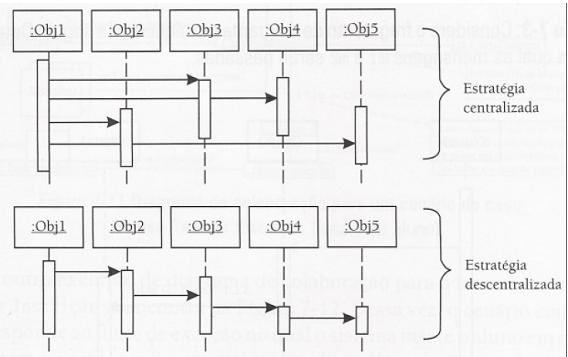 :Obj1 :Obj2 :Obj3 :Obj4 :Obj5
Estratégia
centralizada
:Obj1 :Obj2 :Obj3 :Obj4 :Obj5
Estratégia
descentralizada